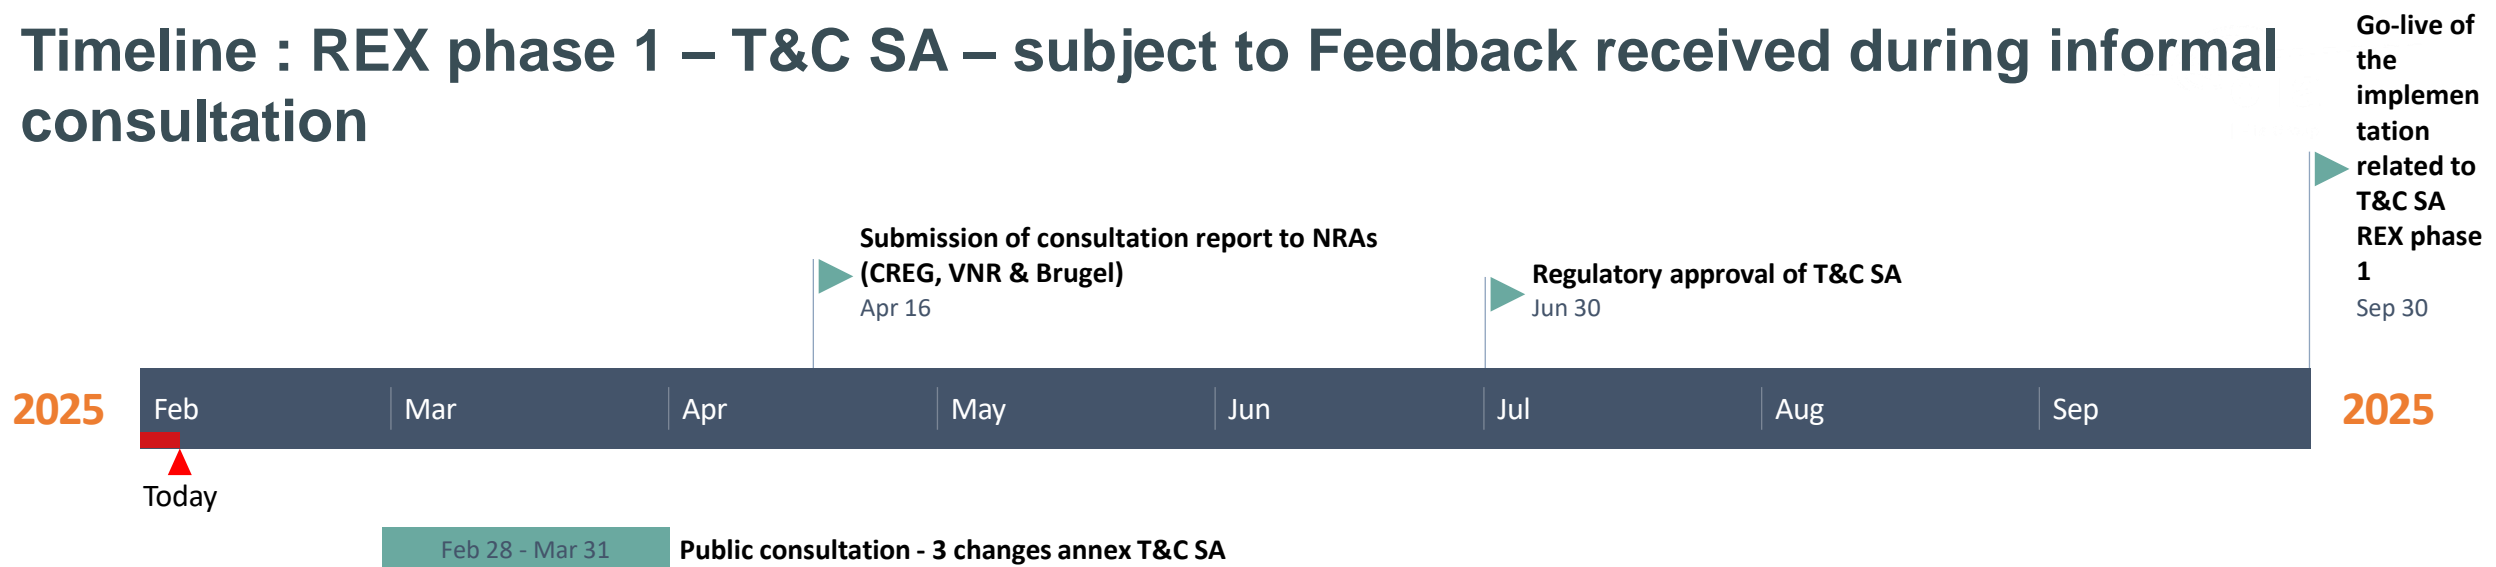 Timeline : REX phase 1 – T&C SA – subject to Feedback received during informal
consultation
Go-live of
the
implemen
tation
related to
T&C SA
REX phase
1
Sep 30
Submission of consultation report to NRAs
(CREG, VNR & Brugel)
Apr 16
Regulatory approval of T&C SA
Jun 30
2025
Feb
Mar
Apr
May
Jun
Jul
Aug
Sep
2025
Today
Feb 28 - Mar 31
Public consultation - 3 changes annex T&C SA